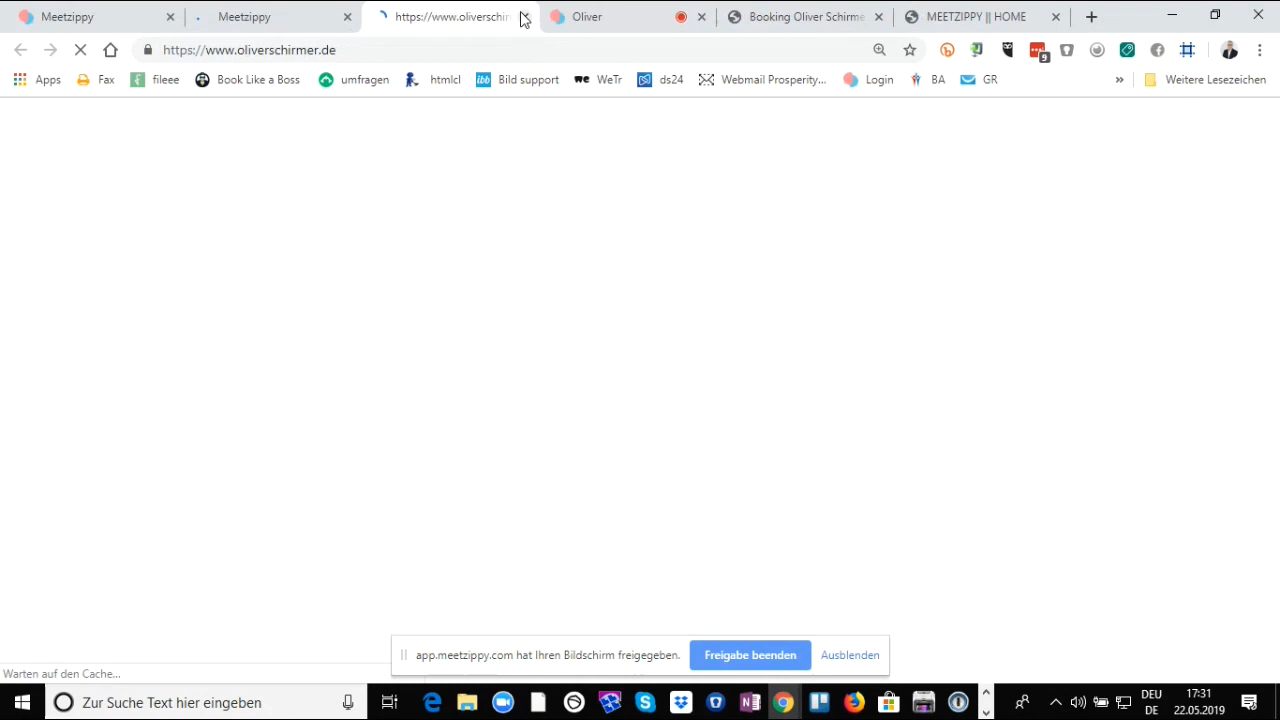 Meetzippy
Meetzippy
https://www.oliverschir
Oliver
Booking Oliver Schirme
MEETZIPPY || HOME
https://www.oliverschirmer.de
9
Apps
Fax
fileee
Book Like a Boss
umfragen
htmlcl
ibb
Bild support
we
WeTr
ds24
Webmail Prosperity...
Login
BA
GR
»
Weitere Lesezeichen
app.meetzippy.com hat Ihren Bildschirm freigegeben.
Freigabe beenden
Ausblenden
Warten auf den Cache...
Zur Suche Text hier eingeben
DEU
DE
17:31
22.05.2019